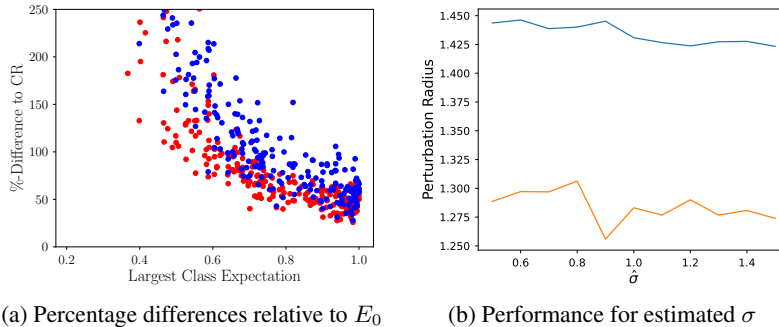 250
200
150
100
50
0
%-Difference to CR
0.2 0.4 0.6 0.8 1.0
Largest Class Expectation
(a) Percentage differences relative to E₀
1.450
1.425
1.400
1.375
1.350
1.325
1.300
1.275
1.250
Perturbation Radius
0.6 0.8 1.0 1.2 1.4
σ̂
(b) Performance for estimated σ